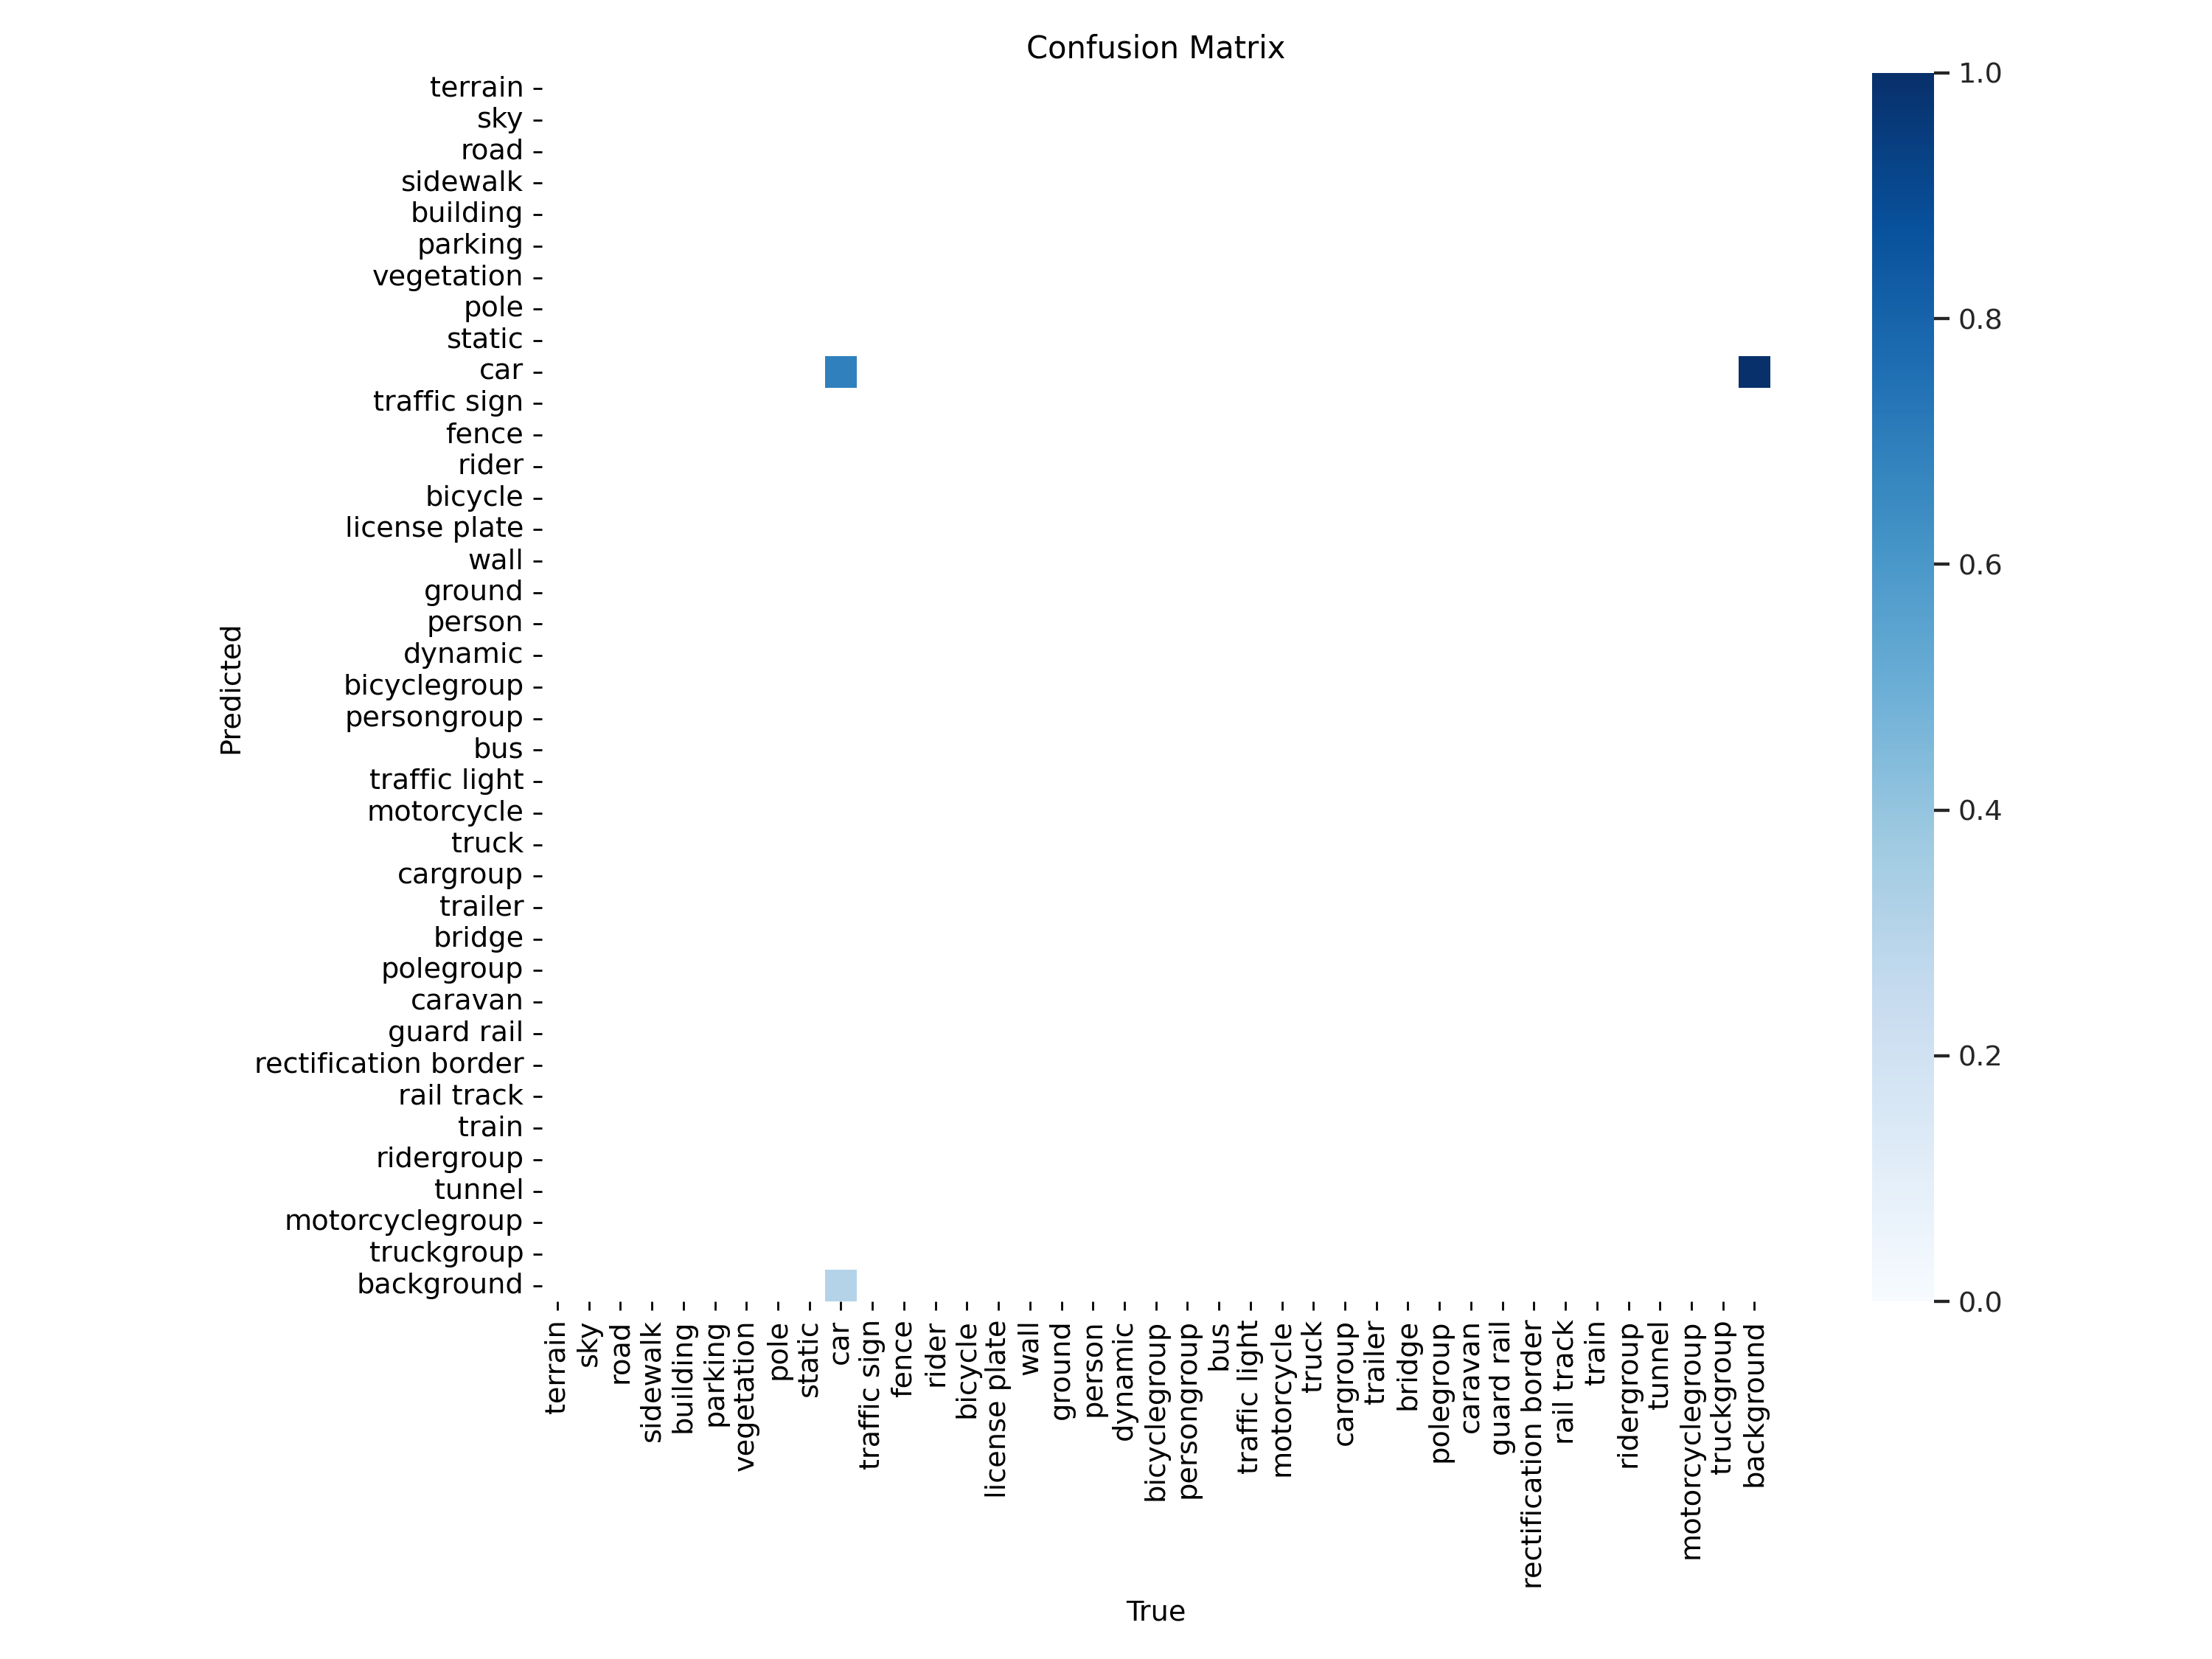 Confusion Matrix
terrain
sky
road
sidewalk
building
parking
vegetation
pole
static
car
traffic sign
fence
rider
bicycle
license plate
wall
ground
person
dynamic
bicyclegroup
persongroup
bus
traffic light
motorcycle
truck
cargroup
trailer
bridge
polegroup
caravan
guard rail
rectification border
rail track
train
ridergroup
tunnel
motorcyclegroup
truckgroup
background
Predicted
terrain
sky
road
sidewalk
building
parking
vegetation
pole
static
car
traffic sign
fence
rider
bicycle
license plate
wall
ground
person
dynamic
bicyclegroup
persongroup
bus
traffic light
motorcycle
truck
cargroup
trailer
bridge
polegroup
caravan
guard rail
rectification border
rail track
train
ridergroup
tunnel
motorcyclegroup
truckgroup
background
True
1.0
0.8
0.6
0.4
0.2
0.0